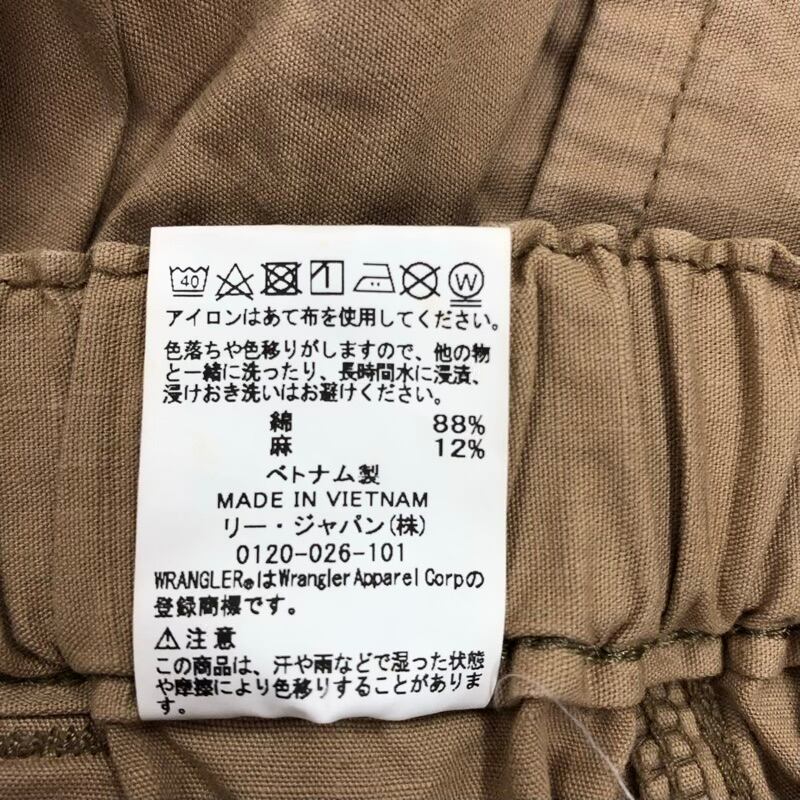 40 W
アイロンはあて布を使用してください。
色落ちや色移りがしますので、他の物
と一緒に洗ったり、長時間水に浸漬、
浸けおき洗いはお避けください。
綿 88%
麻 12%
ベトナム製
MADE IN VIETNAM
リー・ジャパン(株)
0120-026-101
WRANGLER®はWrangler Apparel Corpの
登録商標です。
⚠注意
この商品は、汗や雨などで湿った状態
や摩擦により色移りすることがありま
す。